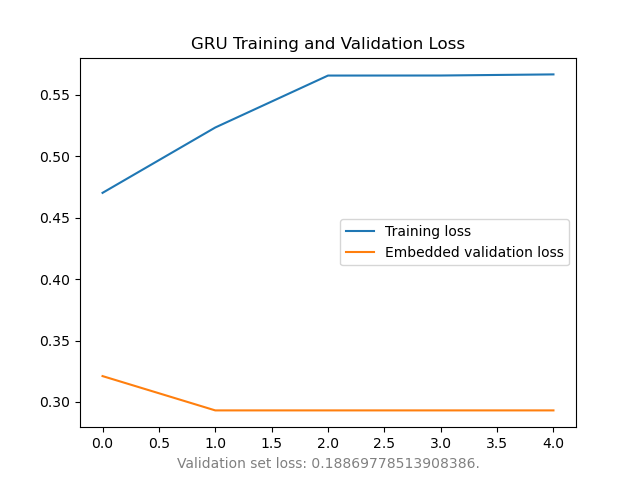 GRU Training and Validation Loss
0.55
0.50
0.45
0.40
0.35
0.30
Training loss
Embedded validation loss
0.0 0.5 1.0 1.5 2.0 2.5 3.0 3.5 4.0
Validation set loss: 0.18869778513908386.